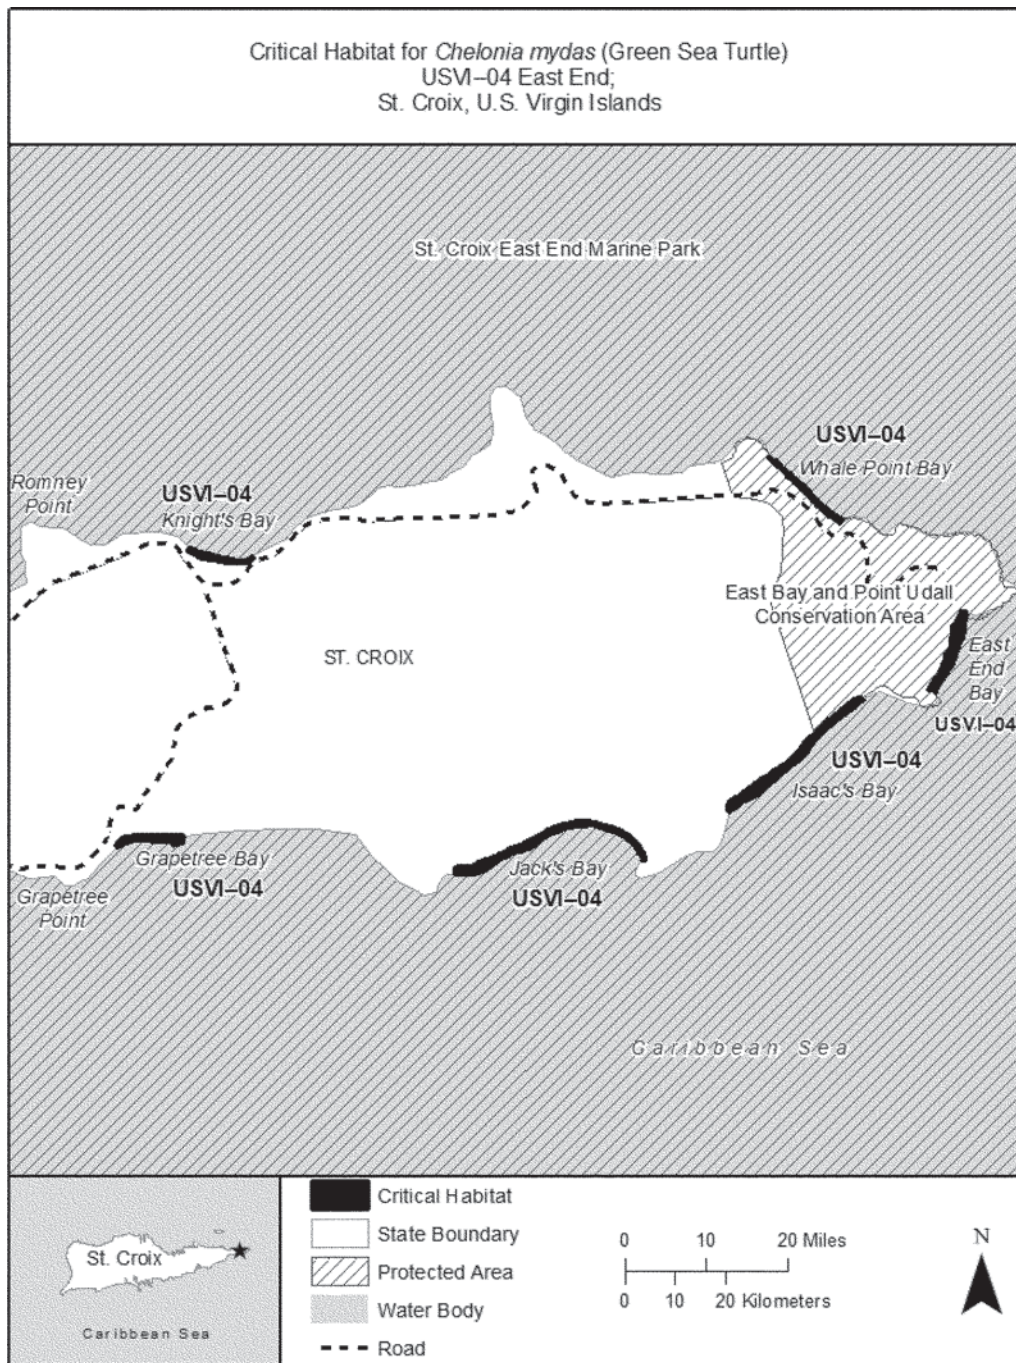 Critical Habitat for Chelonia mydas (Green Sea Turtle)
USVI–04 East End;
St. Croix, U.S. Virgin Islands
St. Croix East End Marine Park
USVI–04
Whale Point Bay
Romney
Point
USVI–04
Knight's Bay
East Bay and Point Udall
Conservation Area
ST. CROIX
East
End
Bay
USVI–04
USVI–04
Isaac's Bay
Grapetree Bay
USVI–04
Jack's Bay
USVI–04
Grapetree
Point
Caribbean Sea
St. Croix
Caribbean Sea
Critical Habitat
State Boundary
Protected Area
Water Body
Road
0 10 20 Miles
0 10 20 Kilometers
N